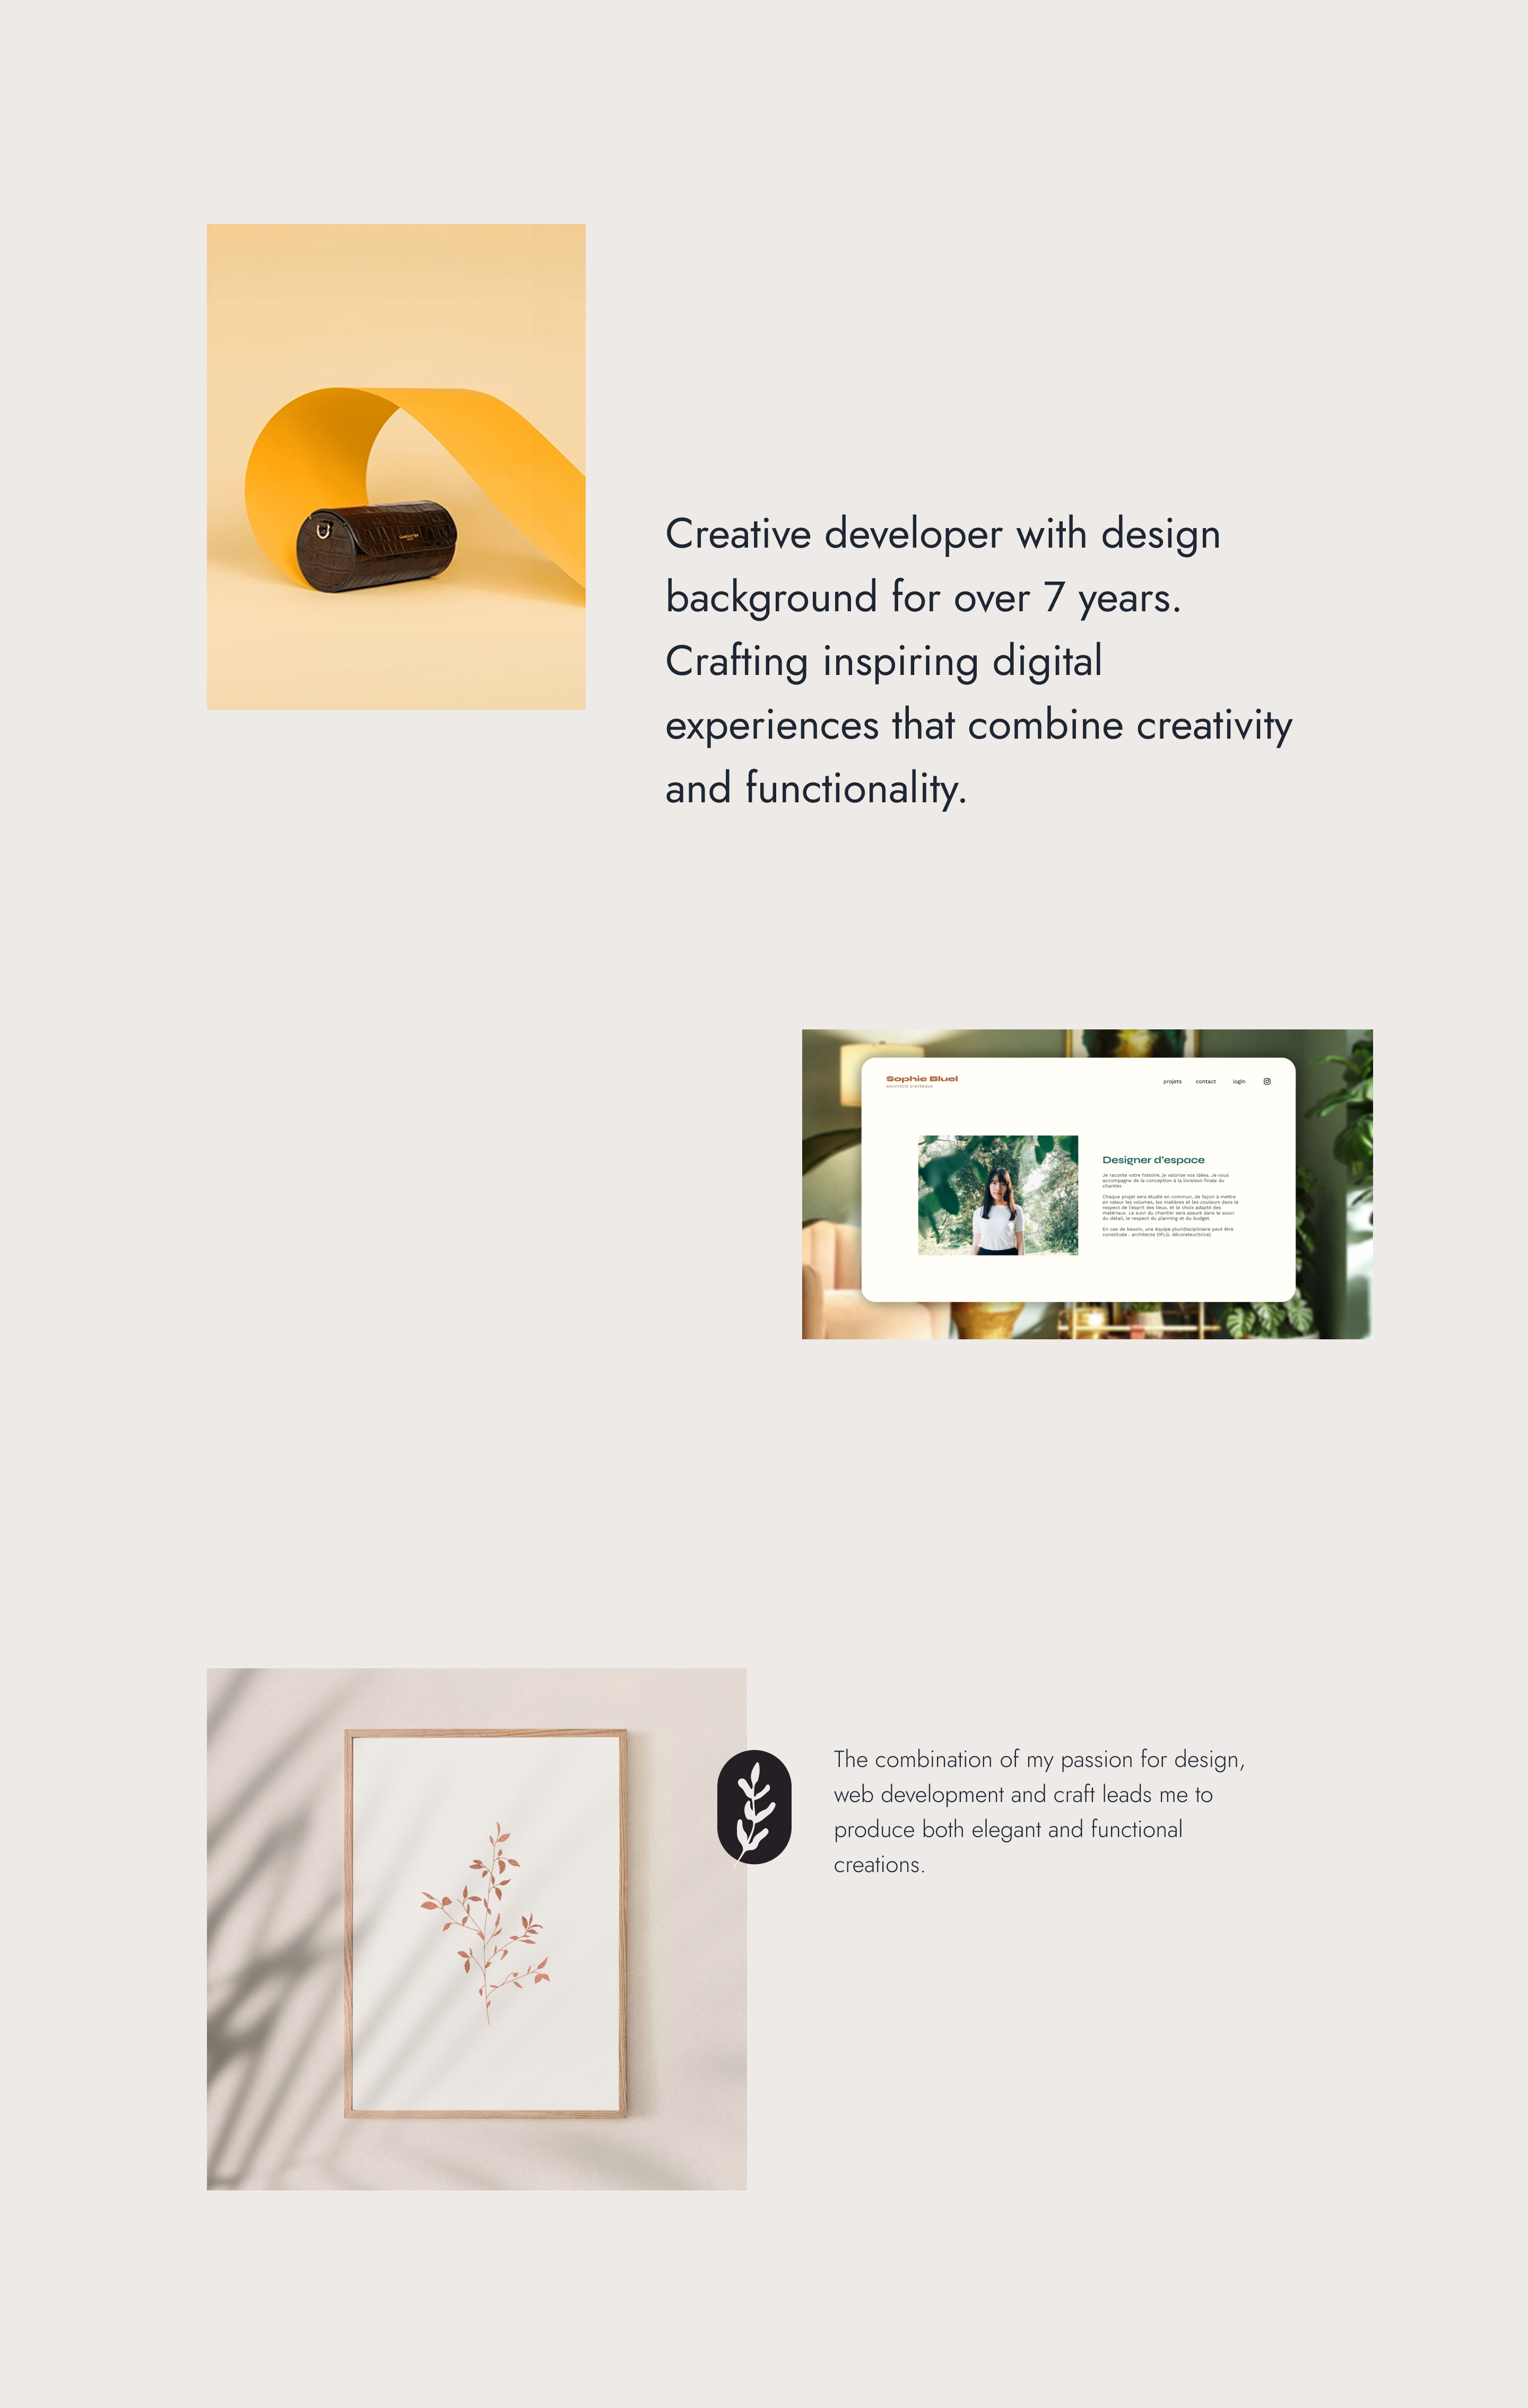 Creative developer with design
background for over 7 years.
Crafting inspiring digital
experiences that combine creativity
and functionality.
Sophie Bluel
ARCHITECTE D'INTÉRIEUR
projets contact login
Designer d'espace
Je raconte votre histoire, je valorise vos idées. Je vous
accompagne de la conception à la livraison finale du
chantier.
Chaque projet sera étudié en commun, de façon à mettre
en valeur les volumes, les matières et les couleurs dans le
respect de l'esprit des lieux, et le choix adapté des
matériaux. Le suivi du chantier sera assuré dans le souci
du détail, le respect du planning et du budget.
En cas de besoin, une équipe pluridisciplinaire peut être
constituée : architecte DPLG, décorateur(trice).
The combination of my passion for design,
web development and craft leads me to
produce both elegant and functional
creations.